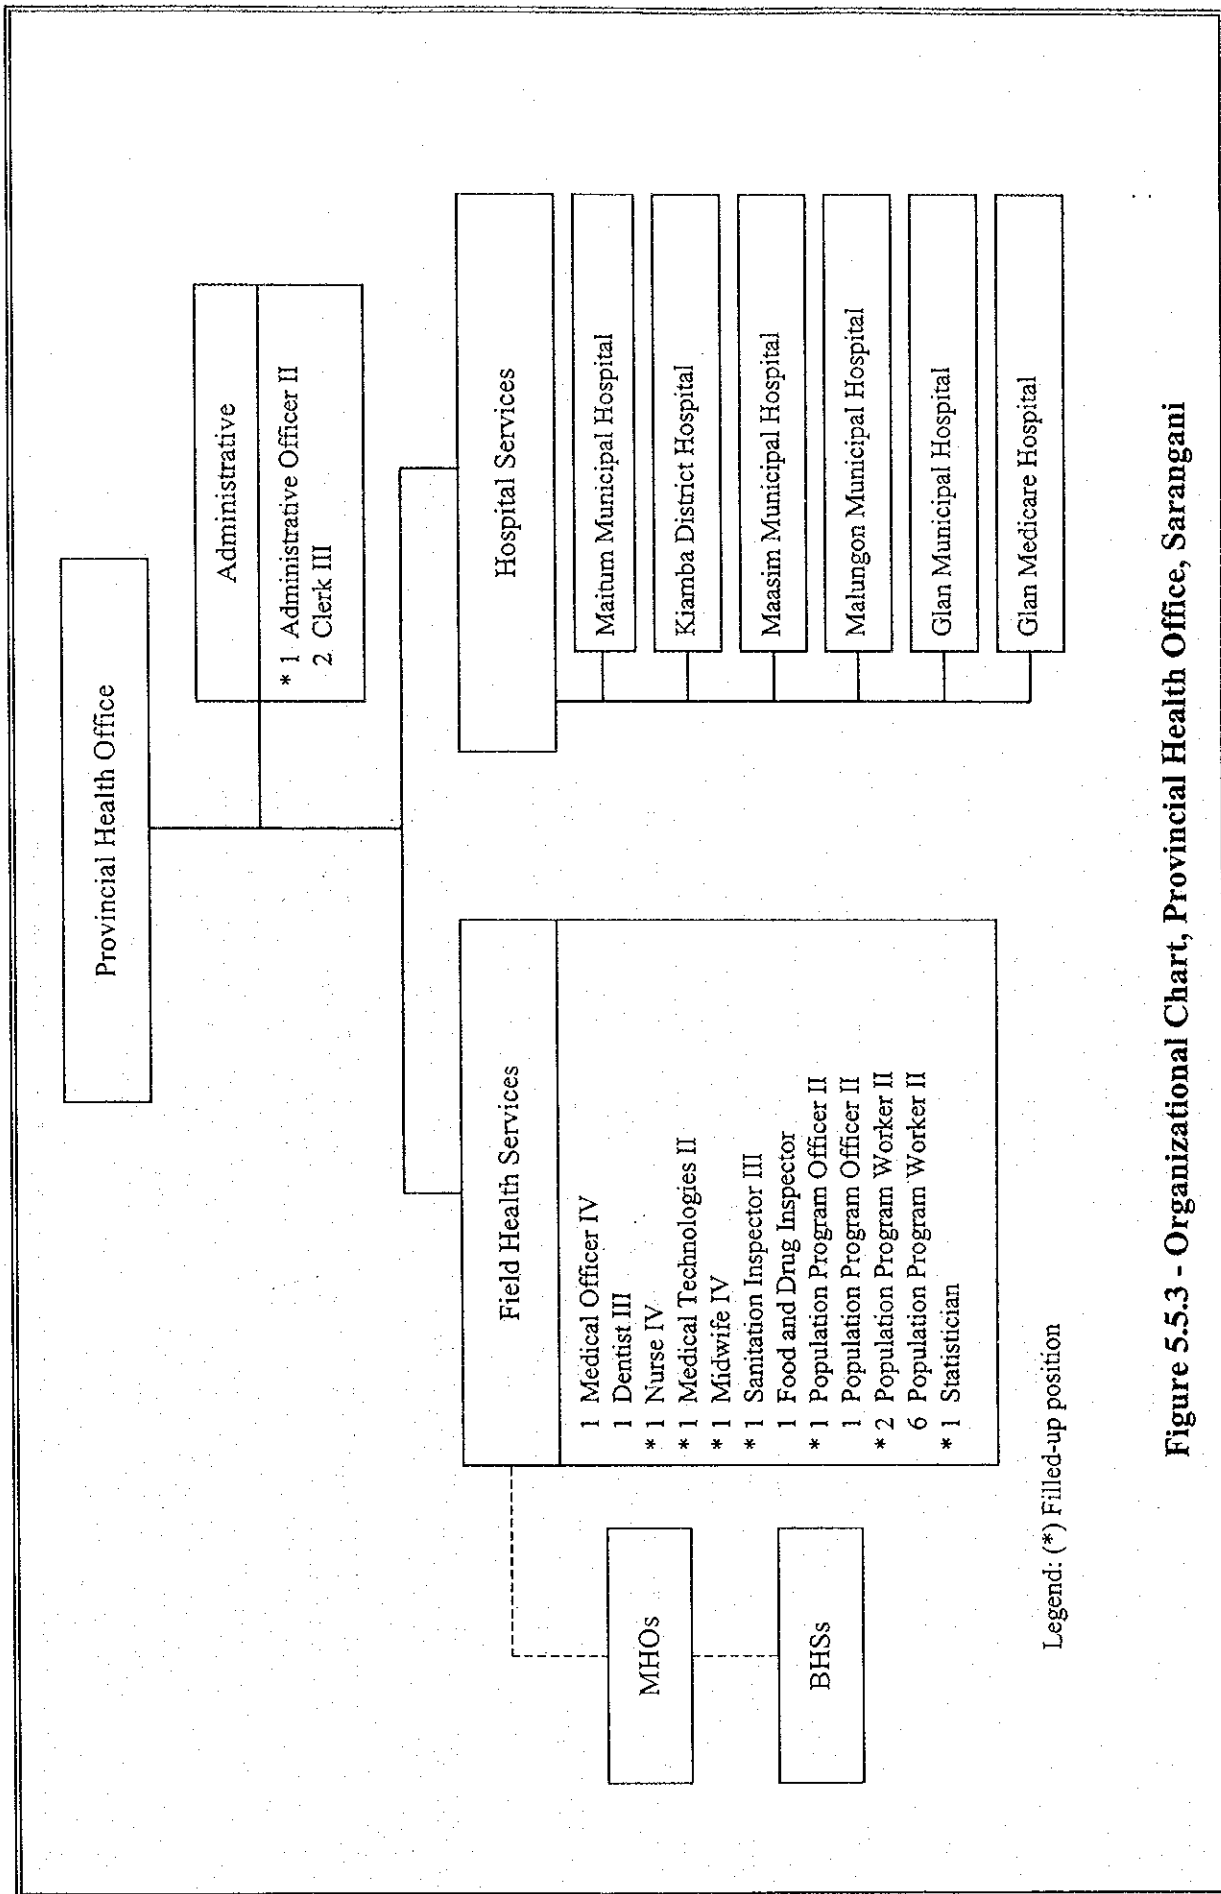 Provincial Health Office
Administrative
* 1 Administrative Officer II
2 Clerk III
Field Health Services
1 Medical Officer IV
1 Dentist III
* 1 Nurse IV
* 1 Medical Technologies II
* 1 Midwife IV
* 1 Sanitation Inspector III
1 Food and Drug Inspector
* 1 Population Program Officer II
1 Population Program Officer II
* 2 Population Program Worker II
6 Population Program Worker II
* 1 Statistician
Hospital Services
Maitum Municipal Hospital
Kiamba District Hospital
Maasim Municipal Hospital
Malungon Municipal Hospital
Glan Municipal Hospital
Glan Medicare Hospital
MHOs
BHSs
Legend: (*) Filled-up position
Figure 5.5.3 - Organizational Chart, Provincial Health Office, Sarangani